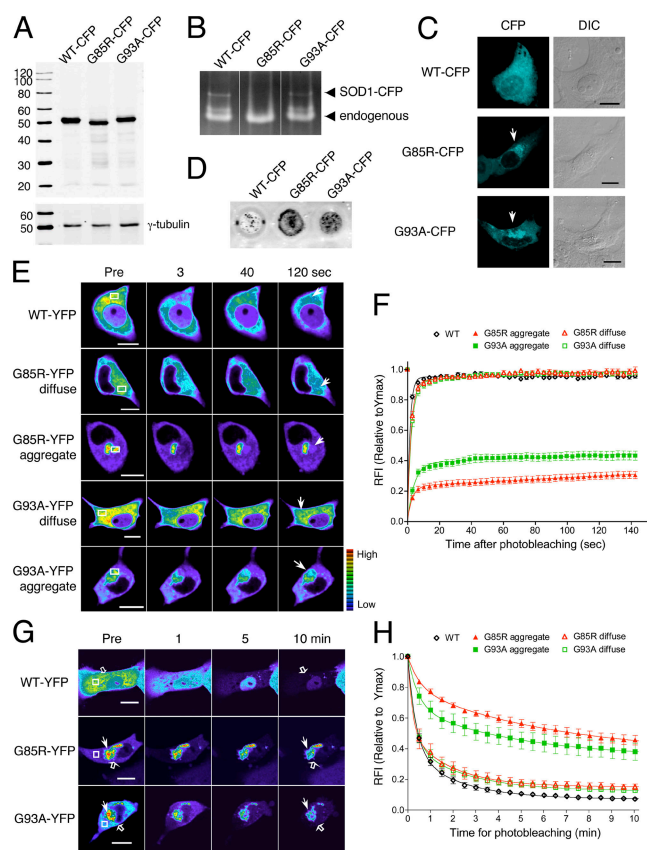 A
WT-CFP
G85R-CFP
G93A-CFP
120
100
80
60
50
40
30
20
60
50
γ-tubulin
B
WT-CFP
G85R-CFP
G93A-CFP
SOD1-CFP
endogenous
C
CFP
DIC
WT-CFP
G85R-CFP
G93A-CFP
D
WT-CFP
G85R-CFP
G93A-CFP
E
Pre
3
40
120 sec
WT-YFP
G85R-YFP
diffuse
G85R-YFP
aggregate
G93A-YFP
diffuse
G93A-YFP
aggregate
High
Low
F
WT
G85R aggregate
G85R diffuse
G93A aggregate
G93A diffuse
RFI (Relative toYmax)
1.0
0.8
0.6
0.4
0.2
0
0
20
40
60
80
100
120
140
Time after photobleaching (sec)
G
Pre
1
5
10 min
WT-YFP
G85R-YFP
G93A-YFP
H
WT
G85R aggregate
G85R diffuse
G93A aggregate
G93A diffuse
RFI (Relative to Ymax)
1.0
0.8
0.6
0.4
0.2
0.0
0
1
2
3
4
5
6
7
8
9
10
Time for photobleaching (min)